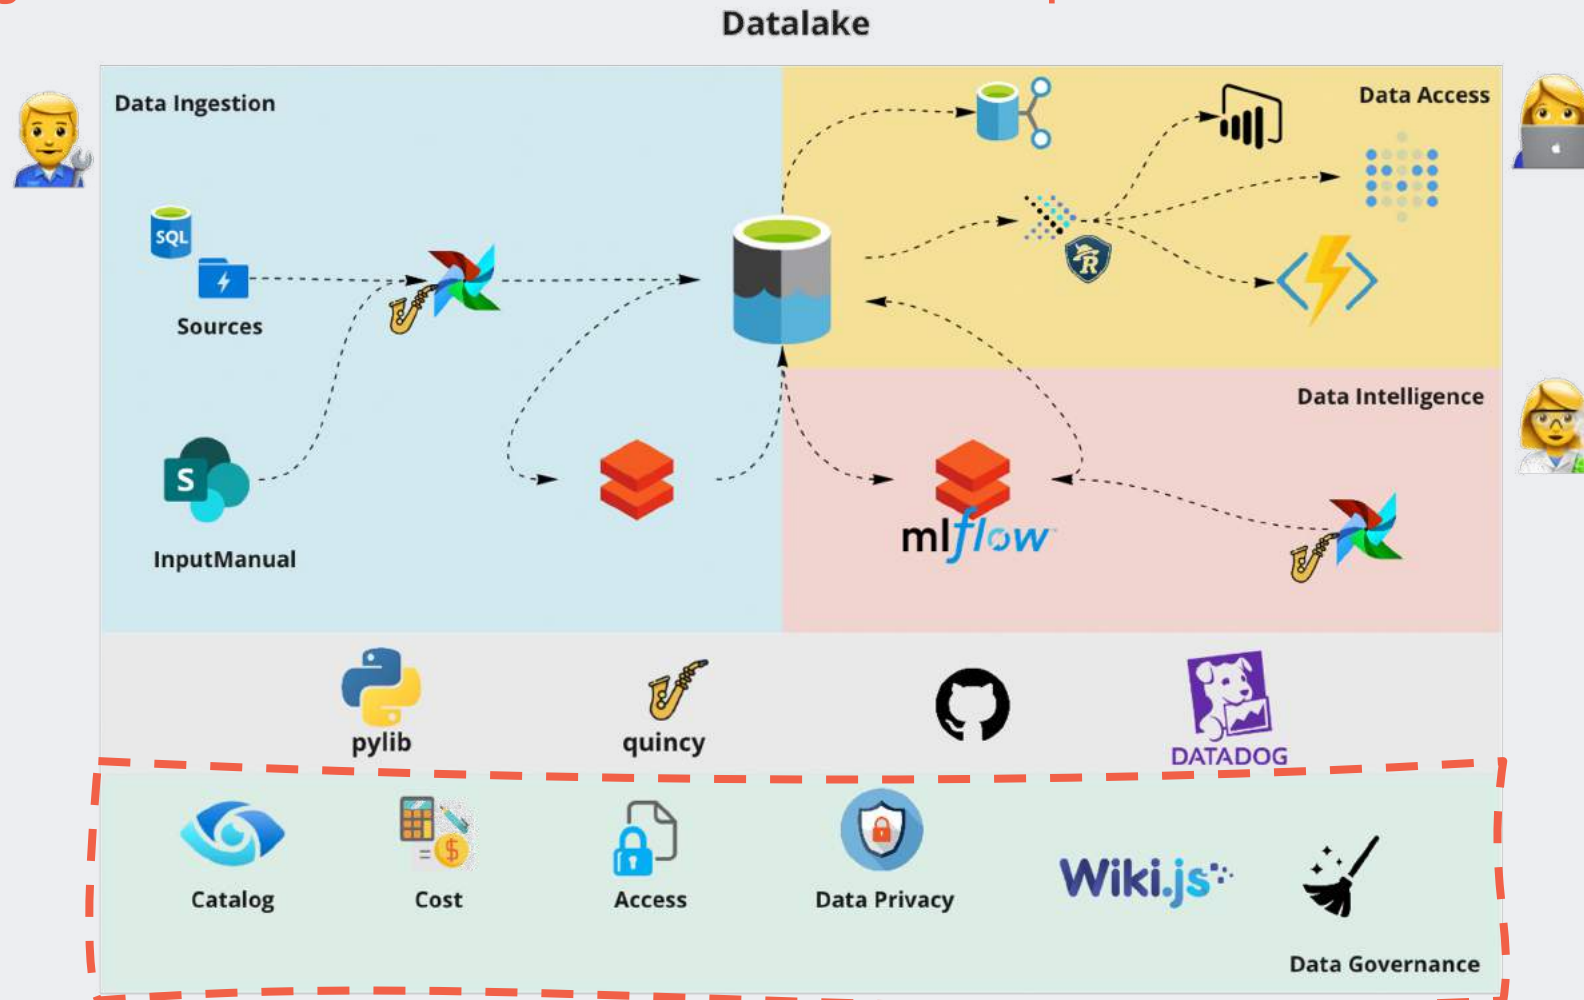 Datalake
Data Ingestion
Data Access
SQL
Sources
Data Intelligence
S
InputManual
R
mlflow
pylib
quincy
DATADOG
Catalog
Cost
Access
Data Privacy
Wiki.js
Data Governance